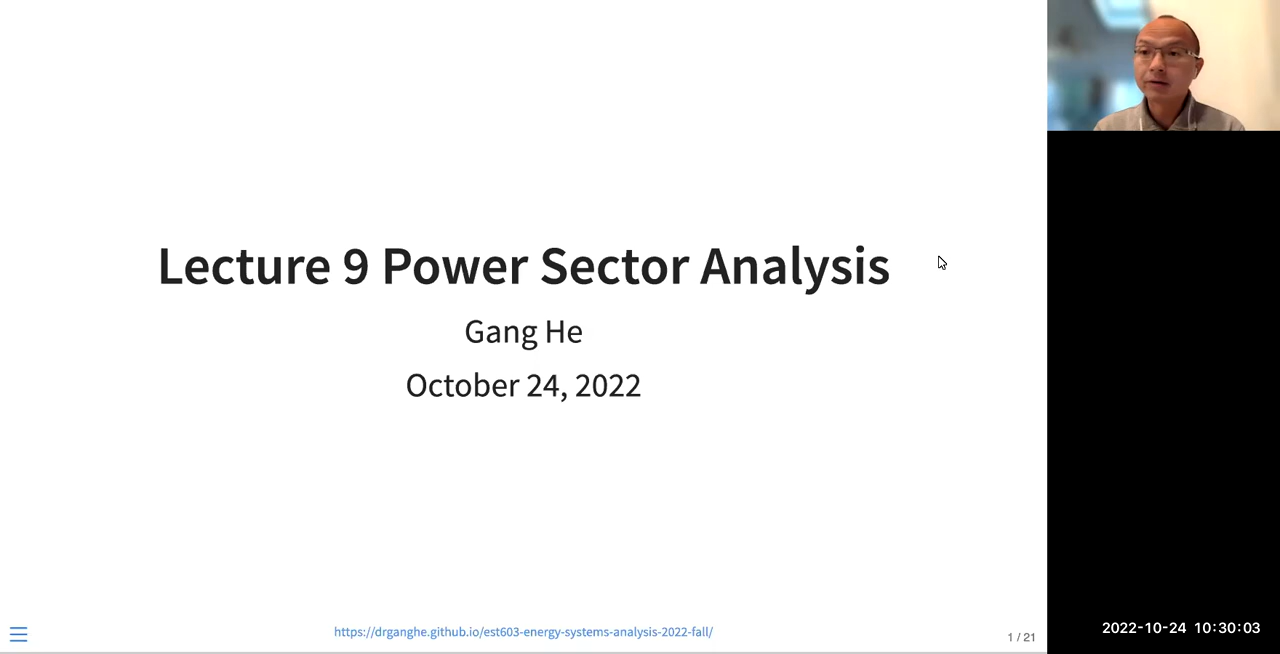 Lecture 9 Power Sector Analysis
Gang He
October 24, 2022
https://drganghe.github.io/est603-energy-systems-analysis-2022-fall/
1 / 21
2022-10-24 10:30:03